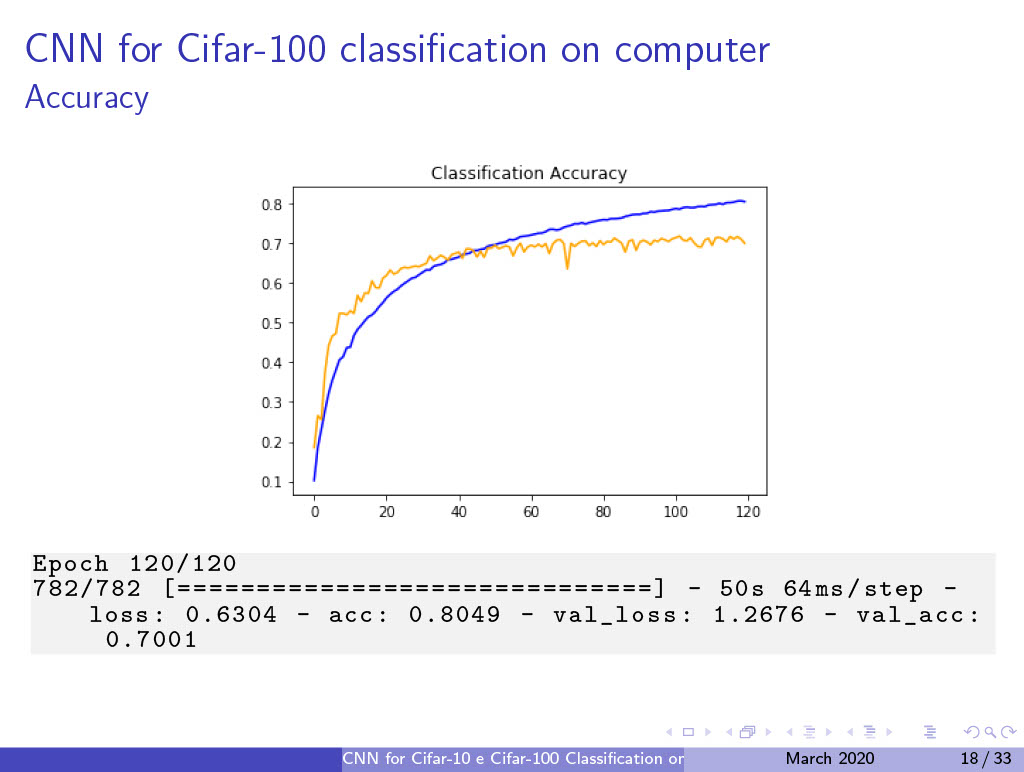 CNN for Cifar-100 classification on computer
Accuracy
Classification Accuracy
0.8
0.7
0.6
0.5
0.4
0.3
0.2
0.1
0 20 40 60 80 100 120
Epoch 120/120
782/782 [==============================] - 50s 64ms/step -
loss: 0.6304 - acc: 0.8049 - val_loss: 1.2676 - val_acc:
0.7001
CNN for Cifar-10 e Cifar-100 Classification or March 2020 18 / 33